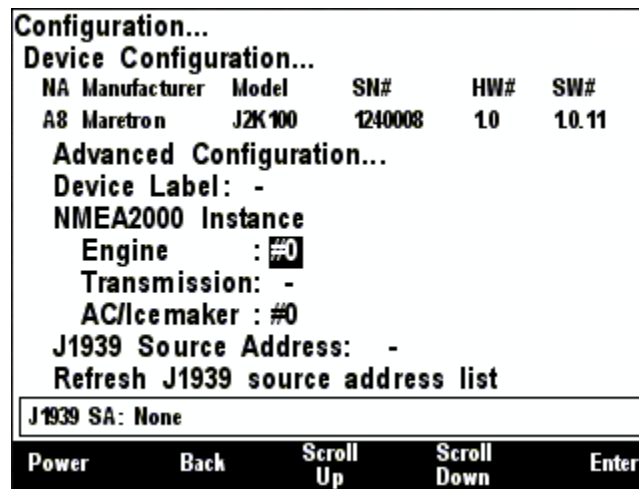 Configuration...
Device Configuration...
NA Manufacturer Model SN# HW# SW#
A8 Maretron J2K100 1240008 1.0 1.0.11
Advanced Configuration...
Device Label: -
NMEA2000 Instance
Engine : #0
Transmission: -
AC/Icemaker : #0
J1939 Source Address: -
Refresh J1939 source address list
J1939 SA: None
Power Back Scroll Up Scroll Down Enter